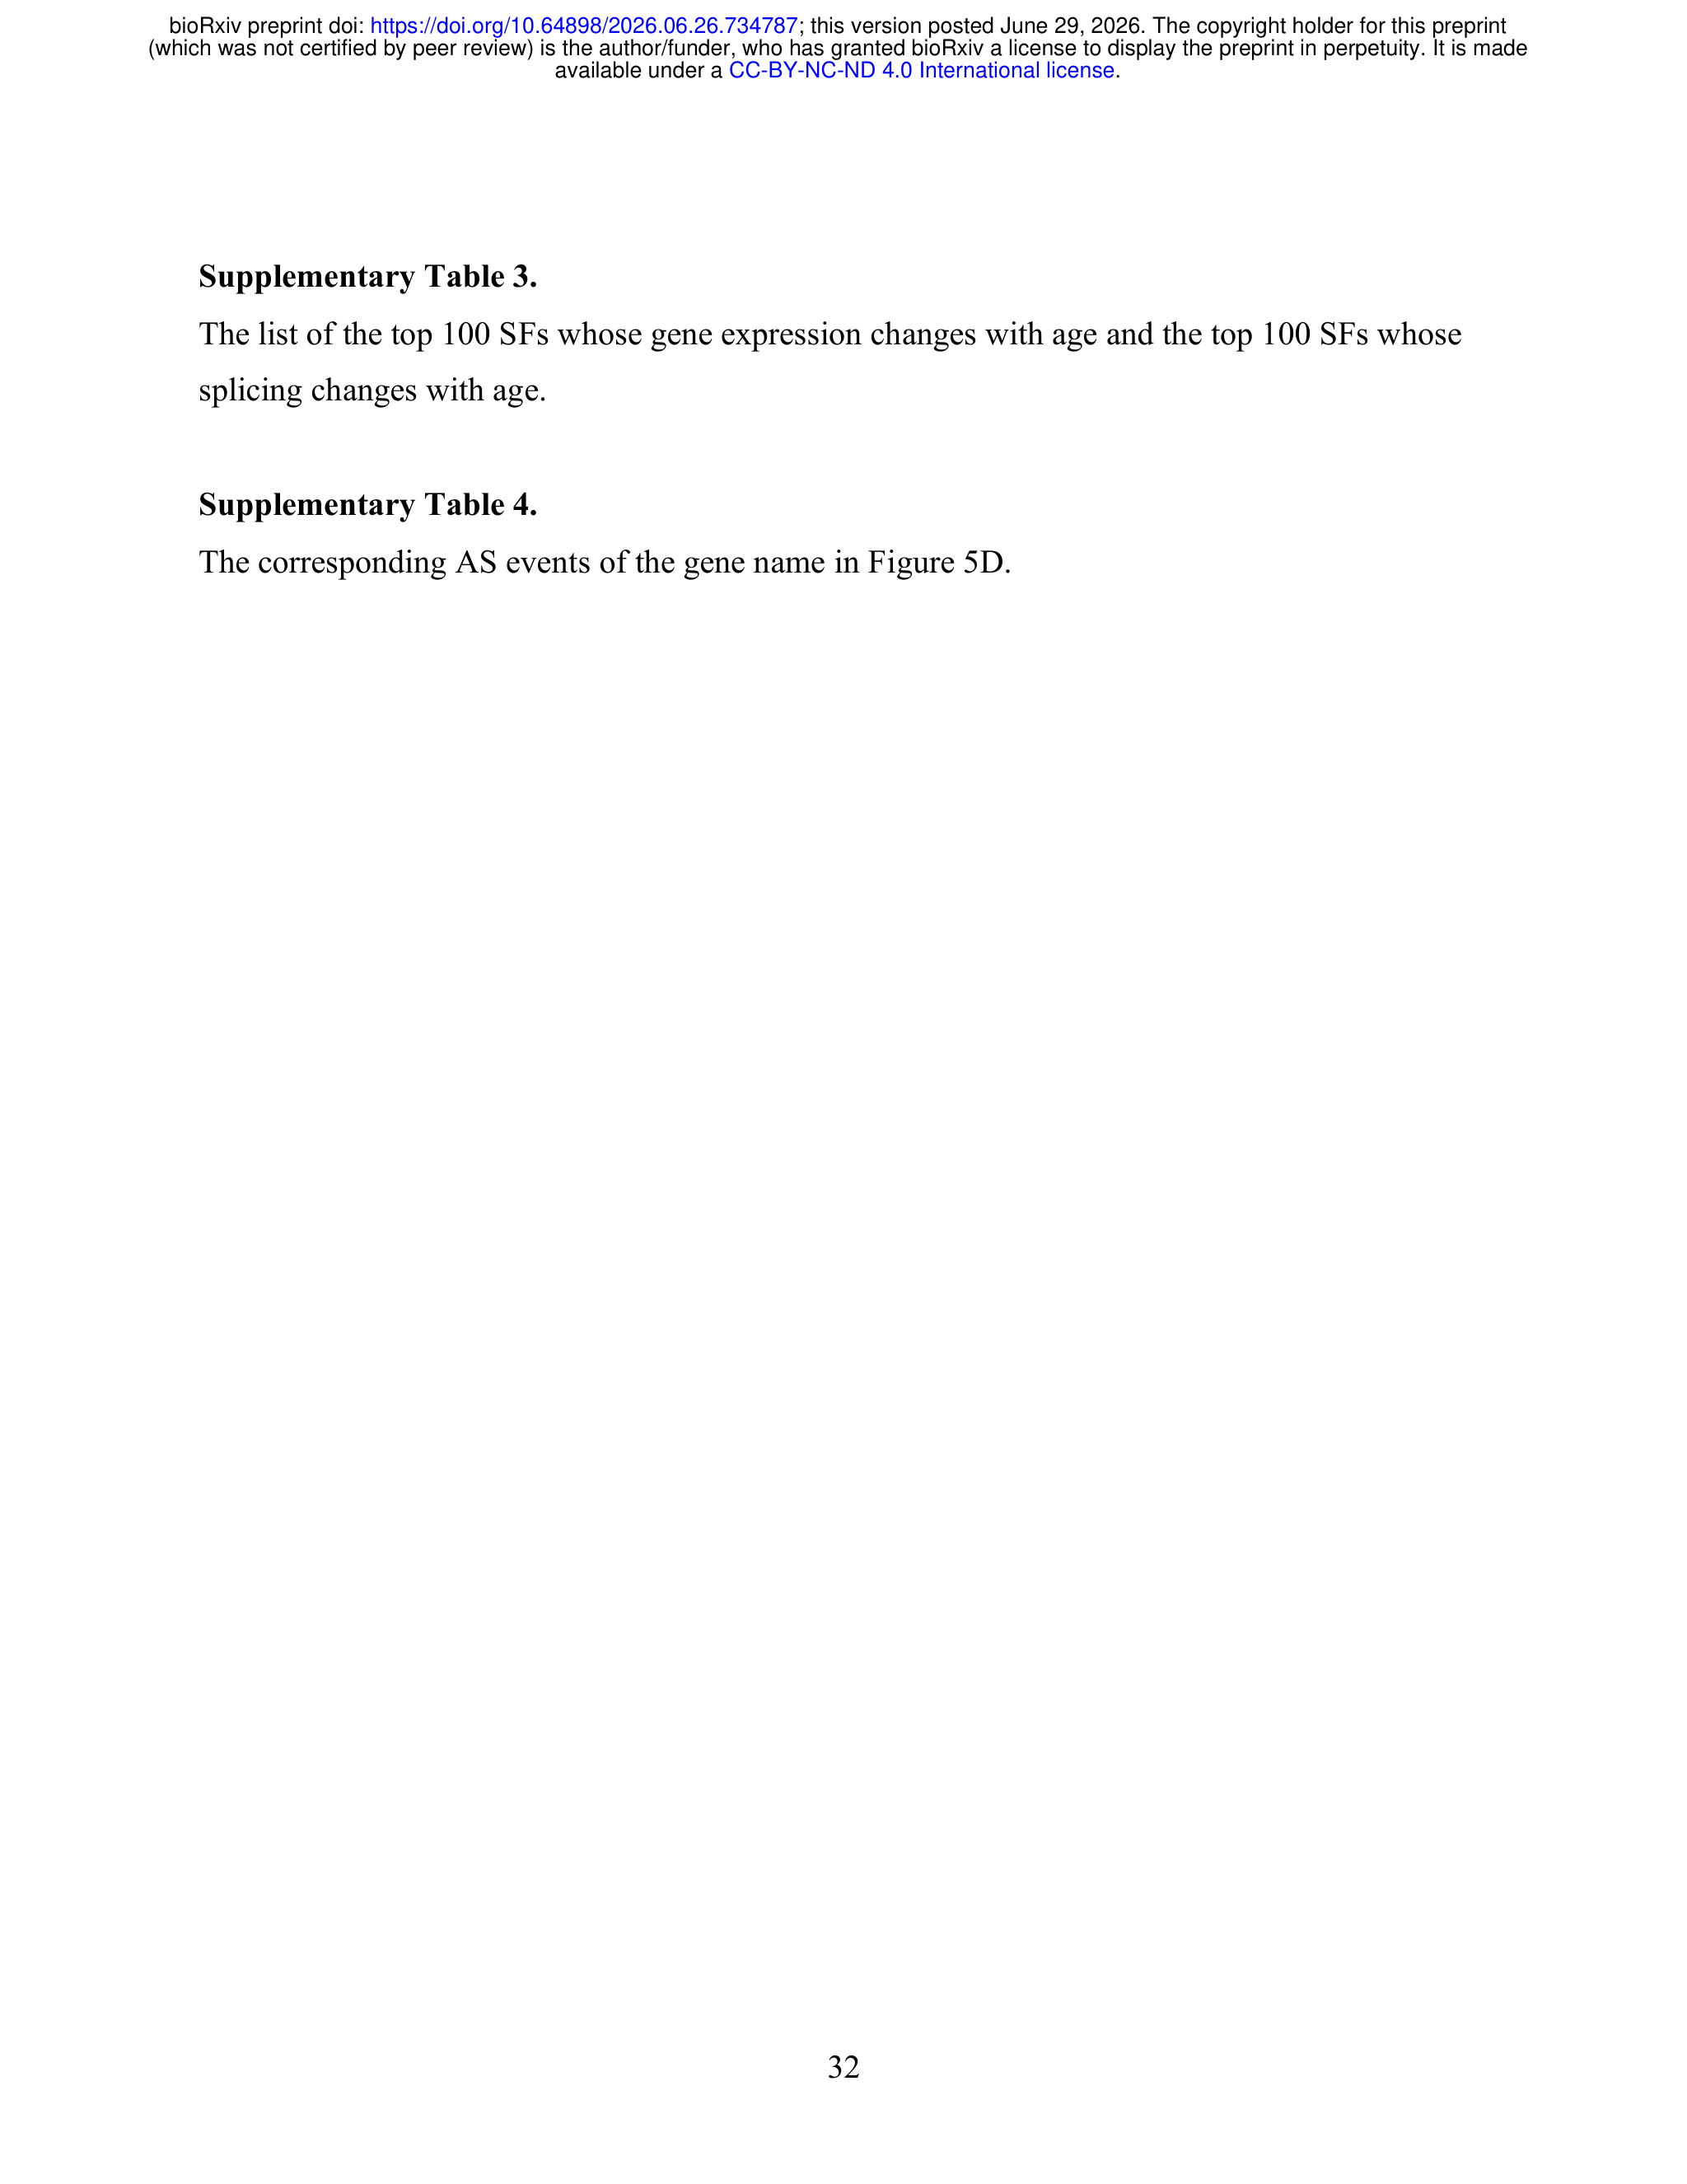 bioRxiv preprint doi: https://doi.org/10.64898/2026.06.26.734787; this version posted June 29, 2026. The copyright holder for this preprint
(which was not certified by peer review) is the author/funder, who has granted bioRxiv a license to display the preprint in perpetuity. It is made
available under a CC-BY-NC-ND 4.0 International license.
Supplementary Table 3.
The list of the top 100 SFs whose gene expression changes with age and the top 100 SFs whose
splicing changes with age.
Supplementary Table 4.
The corresponding AS events of the gene name in Figure 5D.
32